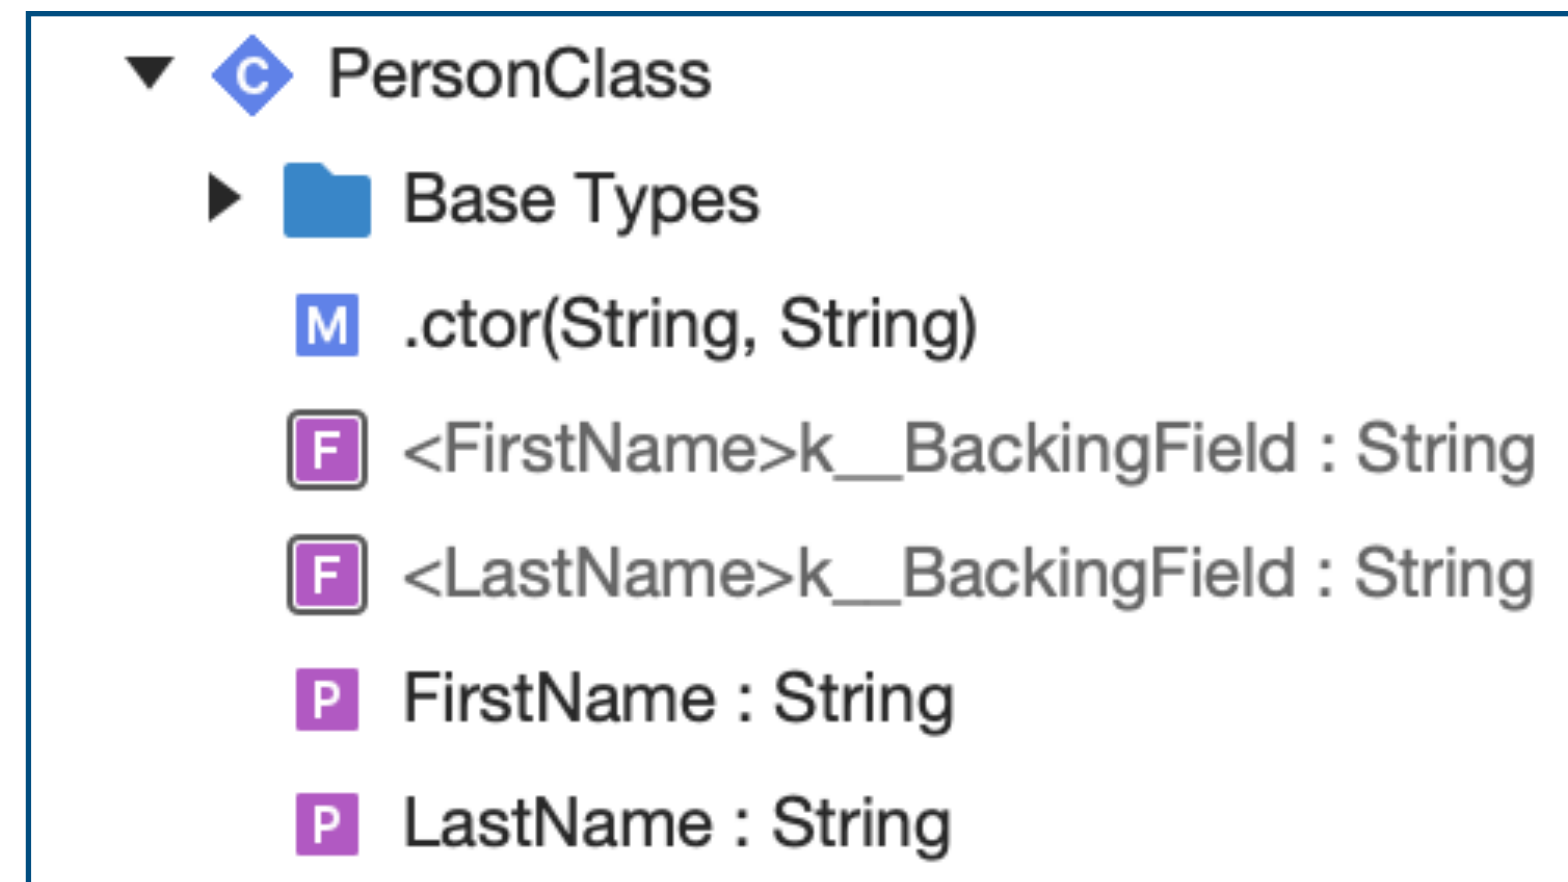 C PersonClass
Base Types
M .ctor(String, String)
F <FirstName>k__BackingField : String
F <LastName>k__BackingField : String
P FirstName : String
P LastName : String